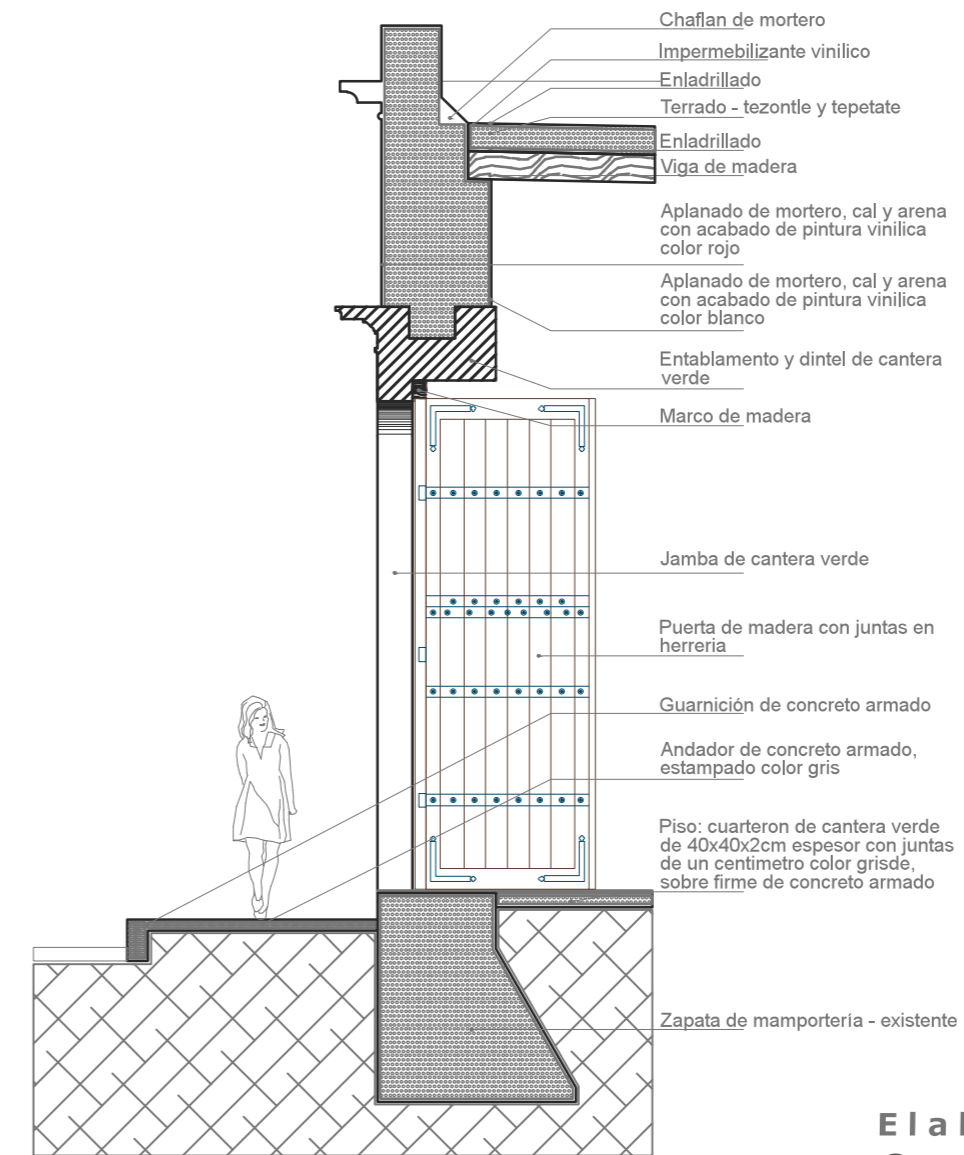 Chaflan de mortero
Impermebilizante vinilico
Enladrillado
Terrado - tezontle y tepetate
Enladrillado
Viga de madera
Aplanado de mortero, cal y arena
con acabado de pintura vinilica
color rojo
Aplanado de mortero, cal y arena
con acabado de pintura vinilica
color blanco
Entablamento y dintel de cantera
verde
Marco de madera
Jamba de cantera verde
Puerta de madera con juntas en
herreria
Guarnición de concreto armado
Andador de concreto armado,
estampado color gris
Piso: cuarteron de cantera verde
de 40x40x2cm espesor con juntas
de un centimetro color grisde,
sobre firme de concreto armado
Zapata de mamportería - existente